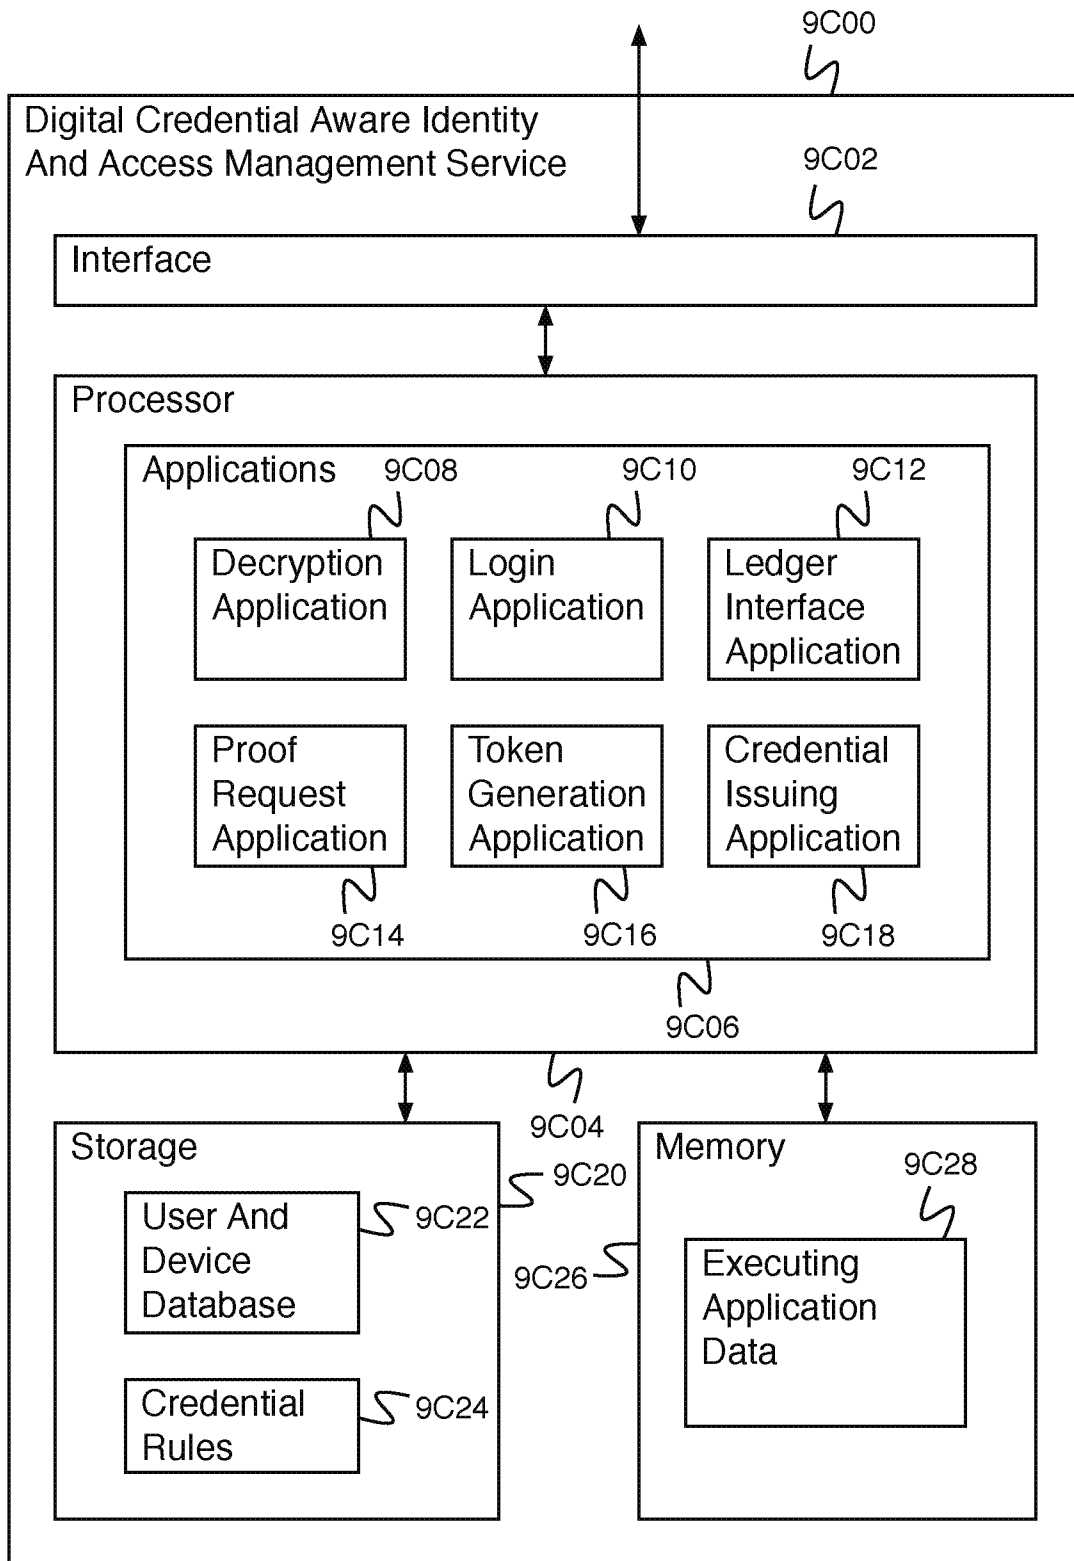 9C00
Digital Credential Aware Identity
And Access Management Service
9C02
Interface
Processor
Applications
9C08
9C10
9C12
Decryption
Application
Login
Application
Ledger
Interface
Application
Proof
Request
Application
Token
Generation
Application
Credential
Issuing
Application
9C14
9C16
9C18
9C06
9C04
Storage
9C20
User And
Device
Database
9C22
Credential
Rules
9C24
Memory
9C28
9C26
Executing
Application
Data